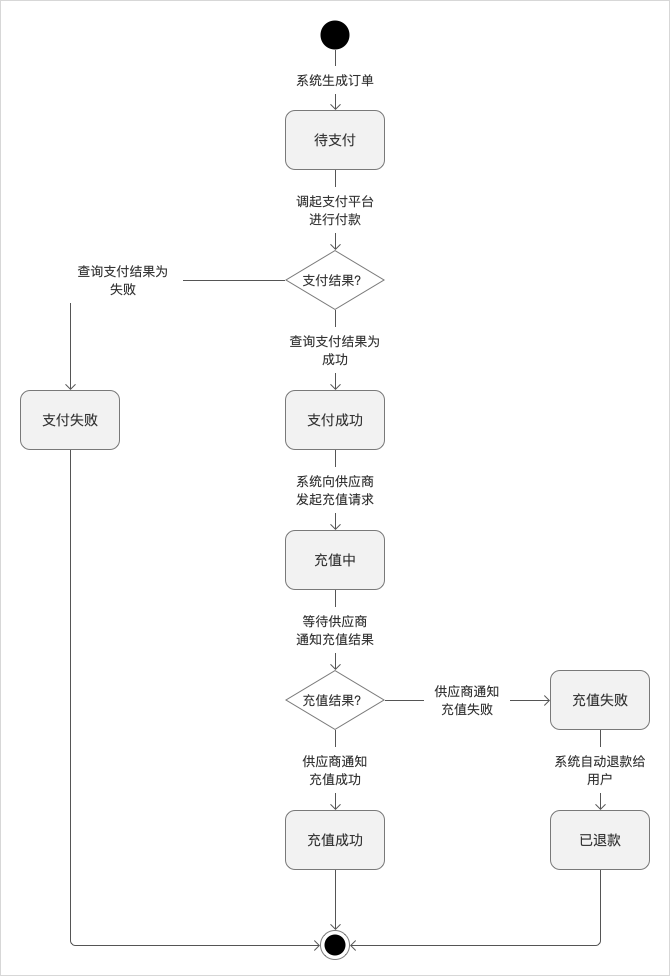 系统生成订单
待支付
调起支付平台
进行付款
支付结果?
查询支付结果为
失败
查询支付结果为
成功
支付失败
支付成功
系统向供应商
发起充值请求
充值中
等待供应商
通知充值结果
充值结果?
供应商通知
充值失败
充值失败
供应商通知
充值成功
系统自动退款给
用户
充值成功
已退款